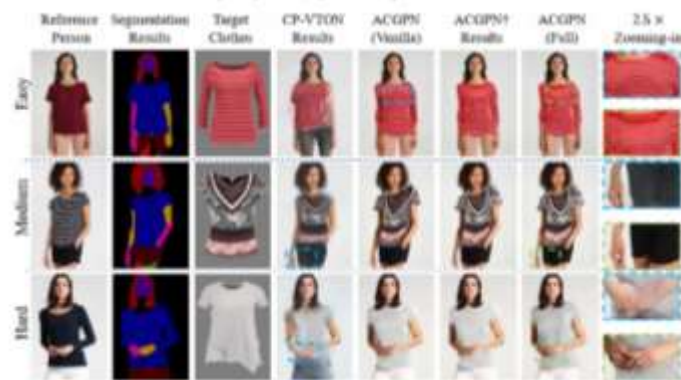 Reference Segmentation Target CP-VTON ACGPN ACGPN† ACGPN 2.5 ×
Person Results Clothes Results (Vanilla) Results (Full) Zooming-in
Easy
Medium
Hard